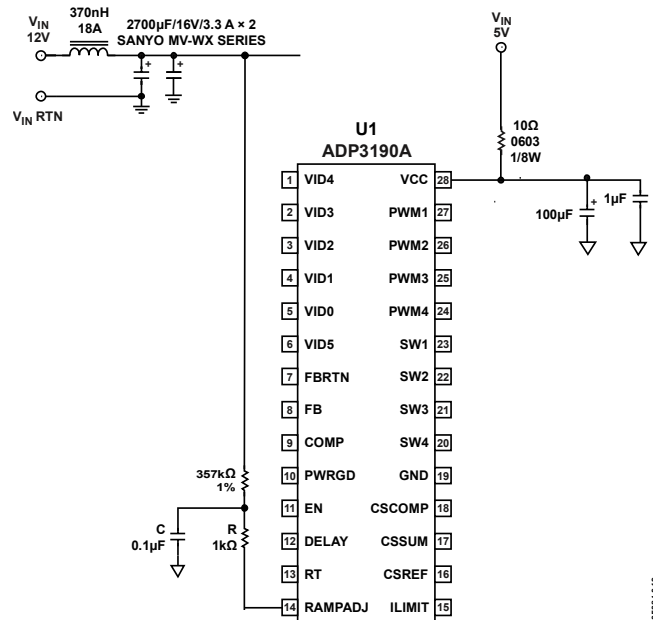 VIN
12V
370nH
18A
2700µF/16V/3.3 A × 2
SANYO MV-WX SERIES
VIN RTN
+
+
VIN
5V
10Ω
0603
1/8W
U1
ADP3190A
1 VID4
2 VID3
3 VID2
4 VID1
5 VID0
6 VID5
7 FBRTN
8 FB
9 COMP
10 PWRGD
11 EN
12 DELAY
13 RT
14 RAMPADJ
VCC 28
PWM1 27
PWM2 26
PWM3 25
PWM4 24
SW1 23
SW2 22
SW3 21
SW4 20
GND 19
CSCOMP 18
CSSUM 17
CSREF 16
ILIMIT 15
100µF
+
1µF
357kΩ
1%
C
0.1µF
R
1kΩ